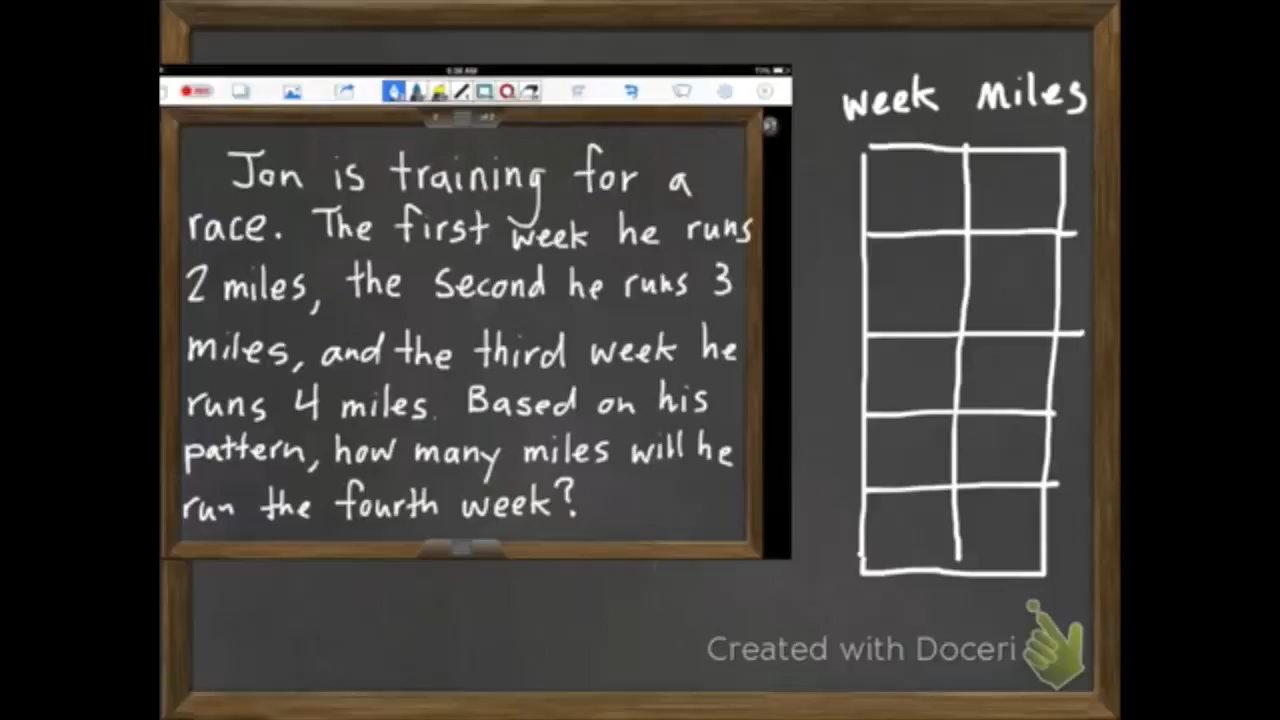 Jon is training for a
race. The first week he runs
2 miles, the second he runs 3
miles, and the third week he
runs 4 miles. Based on his
pattern, how many miles will he
run the fourth week?
week miles
Created with Doceri